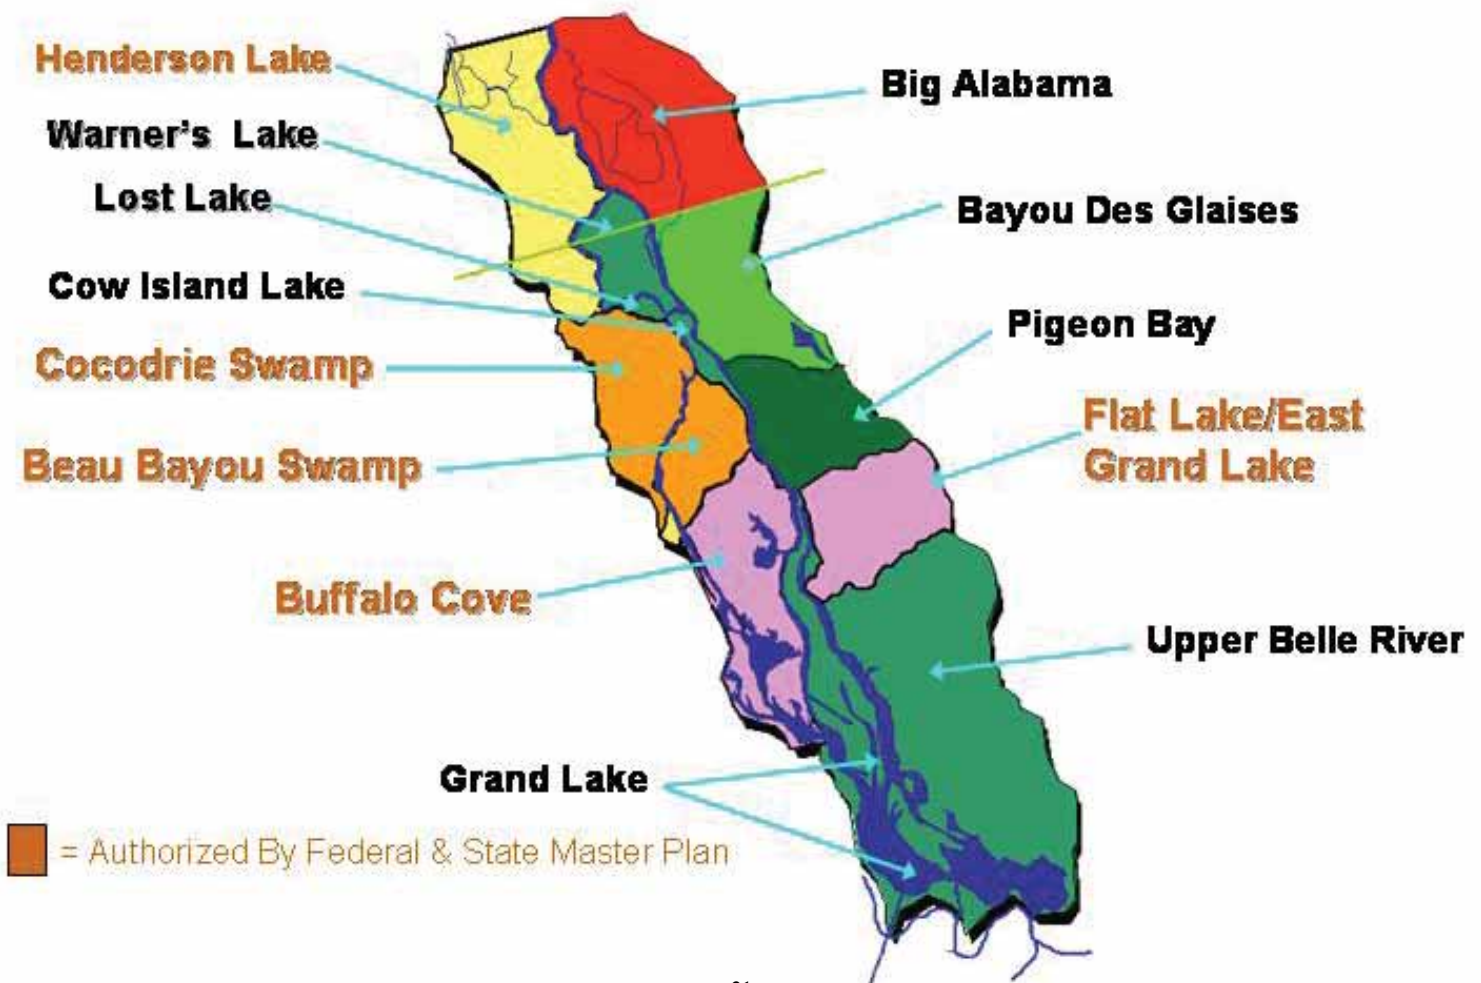 Henderson Lake
Big Alabama
Warner's Lake
Lost Lake
Bayou Des Glaises
Cow Island Lake
Pigeon Bay
Cocodrie Swamp
Flat Lake/East
Grand Lake
Beau Bayou Swamp
Buffalo Cove
Upper Belle River
Grand Lake
= Authorized By Federal & State Master Plan